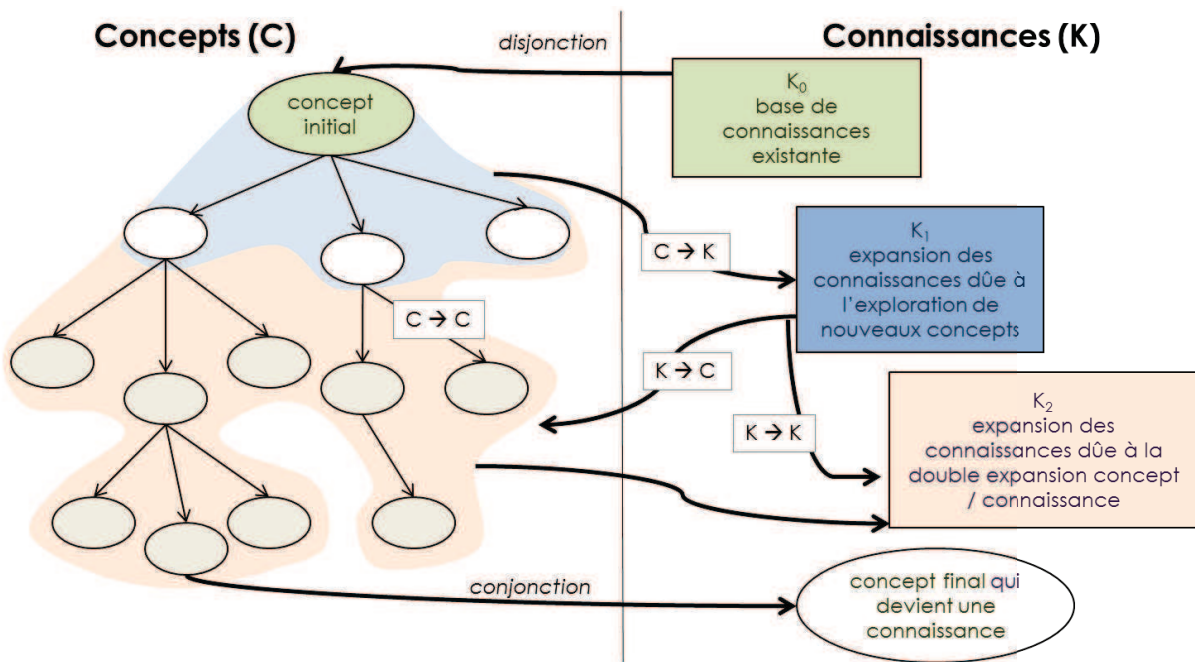 Concepts (C)
disjonction
Connaissances (K)
concept
initial
K₀
base de
connaissances
existante
C → K
K₁
expansion des
connaissances dûe à
l'exploration de
nouveaux concepts
C → C
K → C
K → K
K₂
expansion des
connaissances dûe à la
double expansion concept
/ connaissance
conjonction
concept final qui
devient une
connaissance